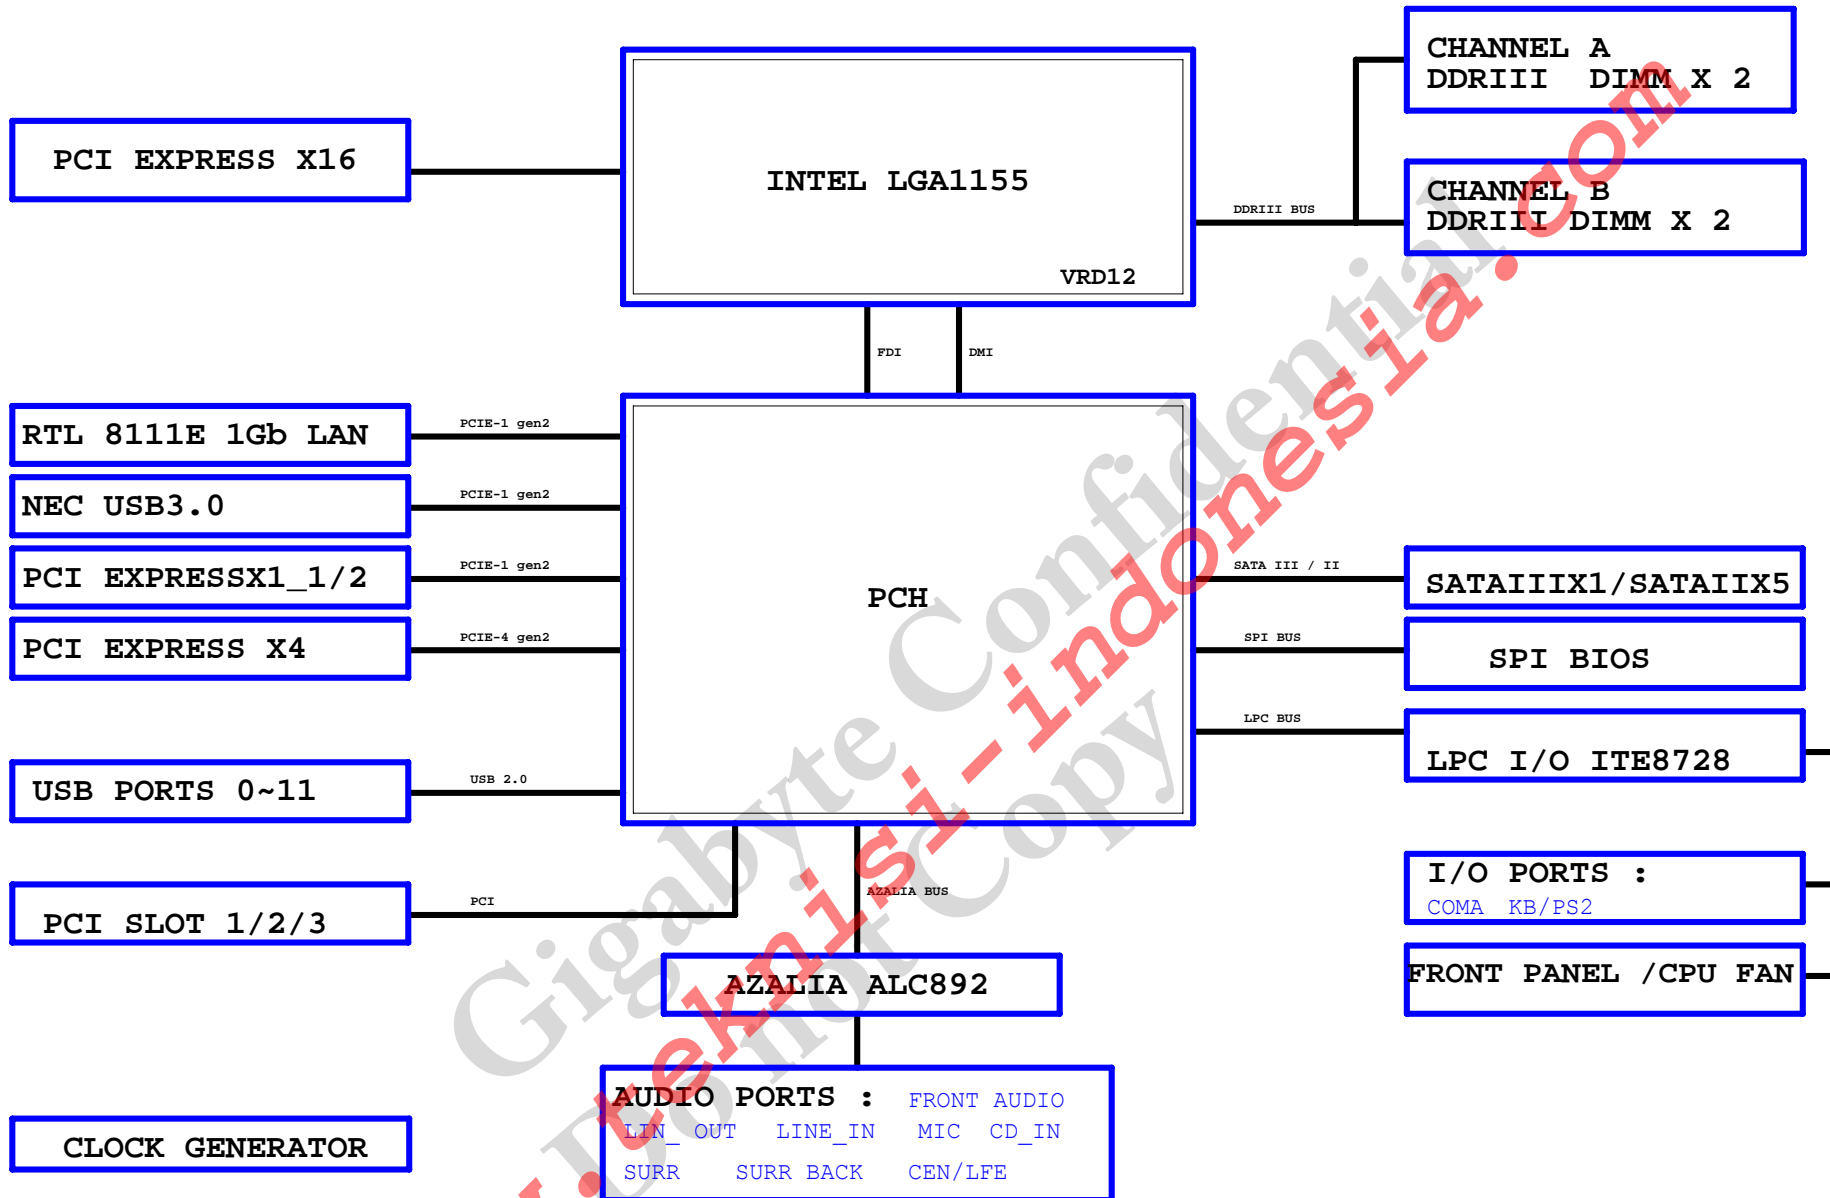 CHANNEL A
DDRIII DIMM X 2
PCI EXPRESS X16
INTEL LGA1155
CHANNEL B
DDRIII DIMM X 2
DDRIII BUS
VRD12
FDI
DMI
RTL 8111E 1Gb LAN
PCIE-1 gen2
NEC USB3.0
PCIE-1 gen2
PCI EXPRESSX1_1/2
PCIE-1 gen2
PCI EXPRESS X4
PCIE-4 gen2
PCH
SATA III / II
SATAIIIX1/SATAIIX5
SPI BUS
SPI BIOS
LPC BUS
LPC I/O ITE8728
USB PORTS 0~11
USB 2.0
PCI SLOT 1/2/3
PCI
AZALIA BUS
I/O PORTS :
COMA KB/PS2
FRONT PANEL /CPU FAN
AZALIA ALC892
AUDIO PORTS : FRONT AUDIO
LIN_ OUT LINE_IN MIC CD_IN
SURR SURR BACK CEN/LFE
CLOCK GENERATOR
Gigabyte Confidential
Do not Copy
.teknisi-indonesia.com